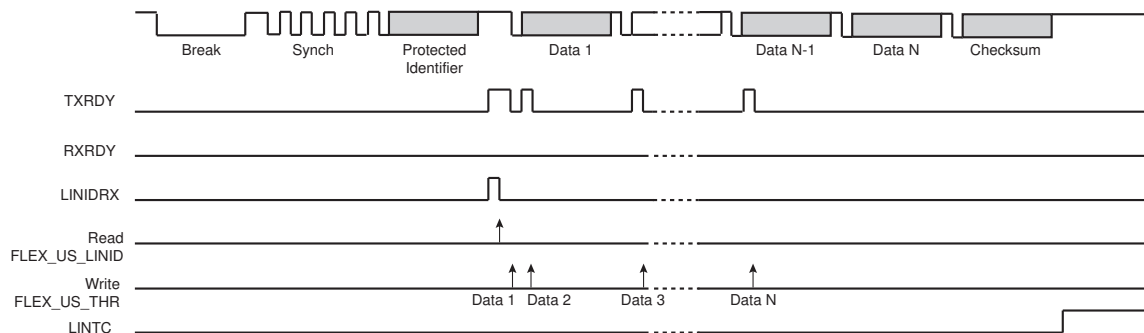 Break
Synch
Protected
Identifier
Data 1
Data N-1
Data N
Checksum
TXRDY
RXRDY
LINIDRX
Read
FLEX_US_LINID
Write
FLEX_US_THR
Data 1
Data 2
Data 3
Data N
LINTC